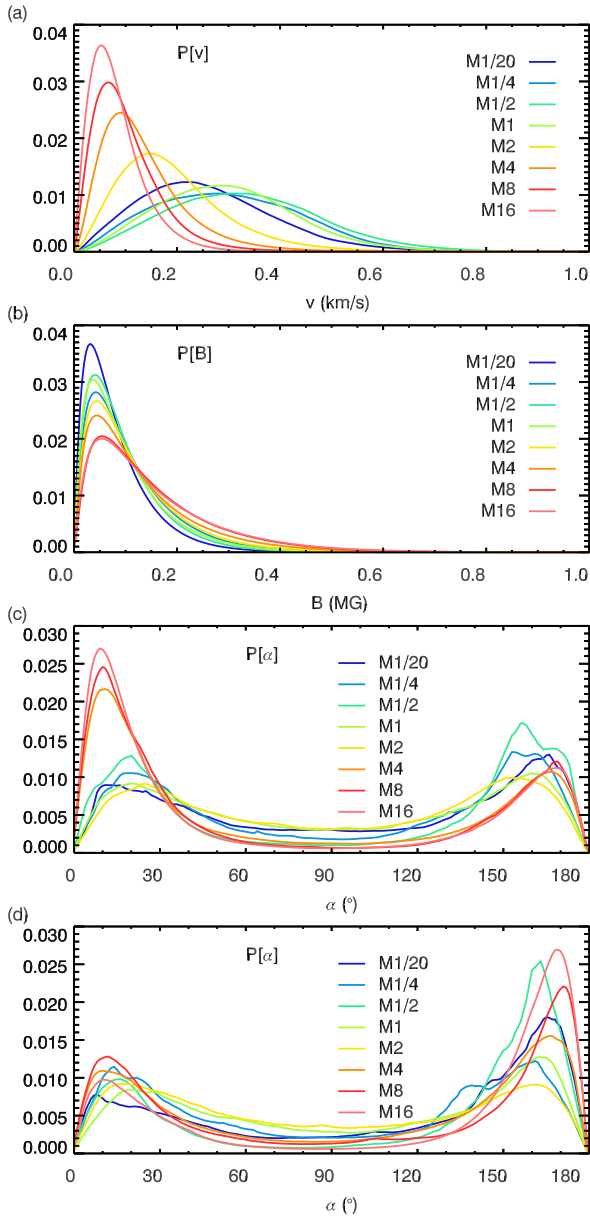 (a)
P[v]
0.04
0.03
0.02
0.01
0.00
M1/20
M1/4
M1/2
M1
M2
M4
M8
M16
0.0 0.2 0.4 0.6 0.8 1.0
v (km/s)
(b)
P[B]
0.04
0.03
0.02
0.01
0.00
M1/20
M1/4
M1/2
M1
M2
M4
M8
M16
0.0 0.2 0.4 0.6 0.8 1.0
B (MG)
(c)
P[α]
0.030
0.025
0.020
0.015
0.010
0.005
0.000
M1/20
M1/4
M1/2
M1
M2
M4
M8
M16
0 30 60 90 120 150 180
α (°)
(d)
P[α]
0.030
0.025
0.020
0.015
0.010
0.005
0.000
M1/20
M1/4
M1/2
M1
M2
M4
M8
M16
0 30 60 90 120 150 180
α (°)